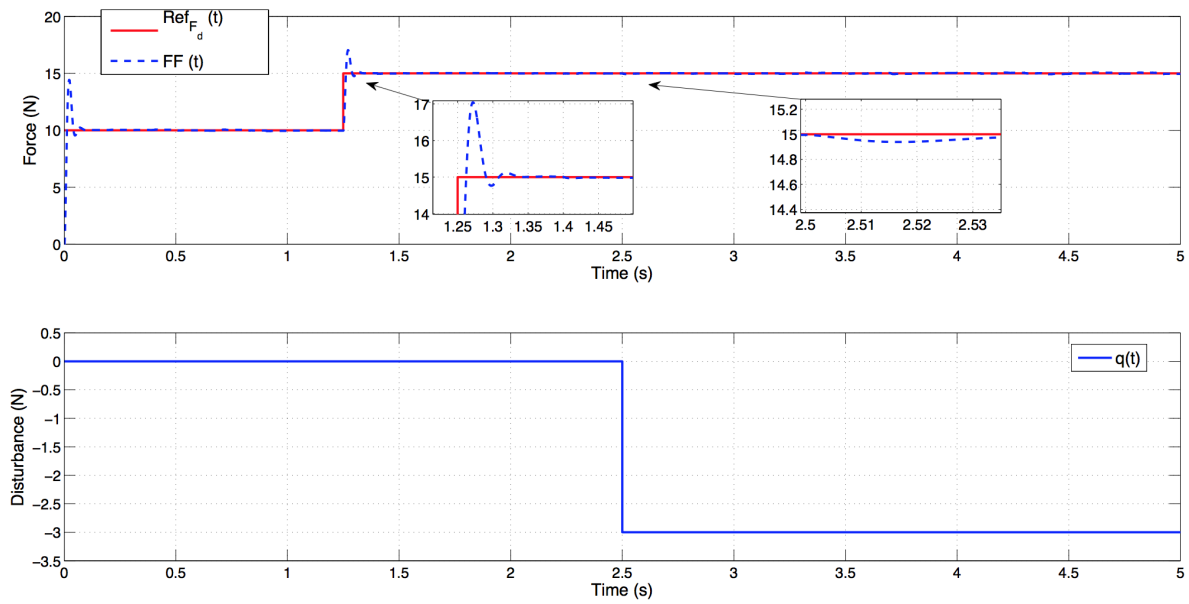 20
15
10
5
0
Force (N)
Ref_{F_d} (t)
FF (t)
17
16
15
14
1.25 1.3 1.35 1.4 1.45
15.2
15
14.8
14.6
14.4
2.5 2.51 2.52 2.53
0 0.5 1 1.5 2 2.5 3 3.5 4 4.5 5
Time (s)
0.5
0
−0.5
−1
−1.5
−2
−2.5
−3
−3.5
Disturbance (N)
q(t)
0 0.5 1 1.5 2 2.5 3 3.5 4 4.5 5
Time (s)